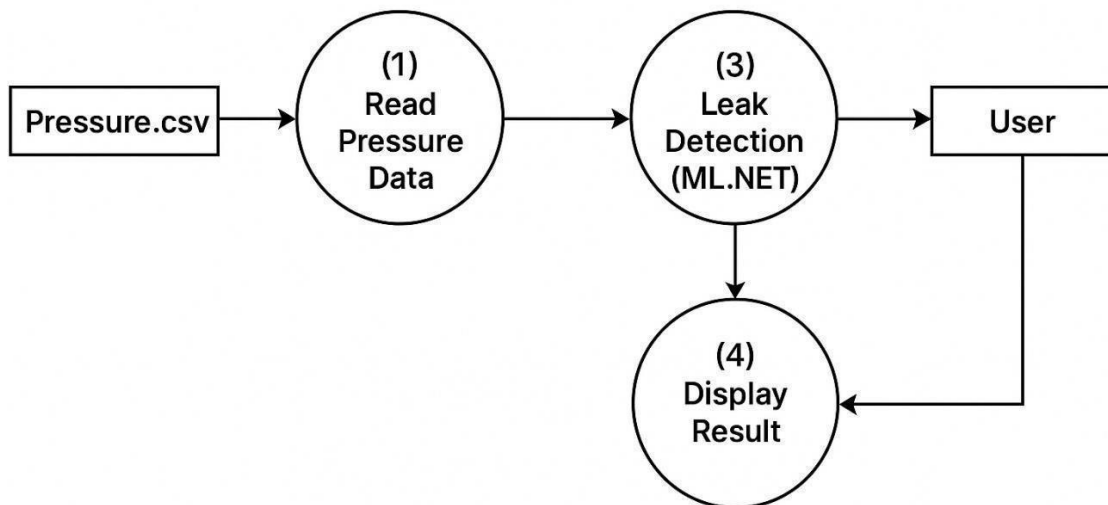 Pressure.csv
(1)
Read
Pressure
Data
(3)
Leak
Detection
(ML.NET)
User
(4)
Display
Result